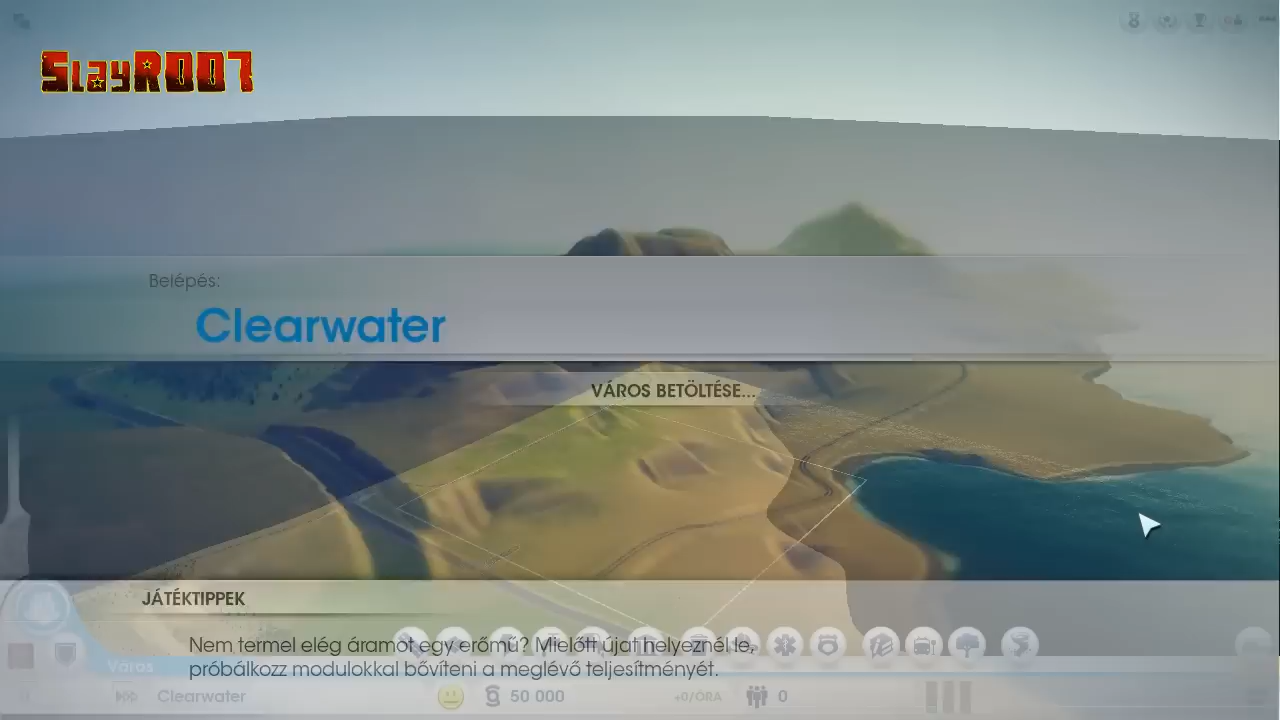 SlayR007
Belépés:
Clearwater
VÁROS BETÖLTÉSE...
JÁTÉKTIPPEK
Nem termel elég áramot egy erőmű? Mielőtt újat helyeznél le,
próbálkozz modulokkal bővíteni a meglévő teljesítményét.
Város
Clearwater
50 000
+0/ÓRA
0